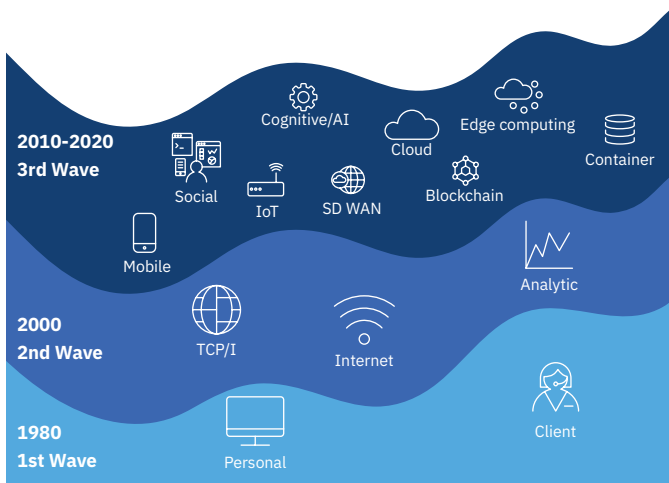 2010-2020
3rd Wave
Cognitive/AI
Cloud
Edge computing
Container
Social
IoT
SD WAN
Blockchain
Mobile
Analytic
2000
2nd Wave
TCP/I
Internet
1980
1st Wave
Personal
Client